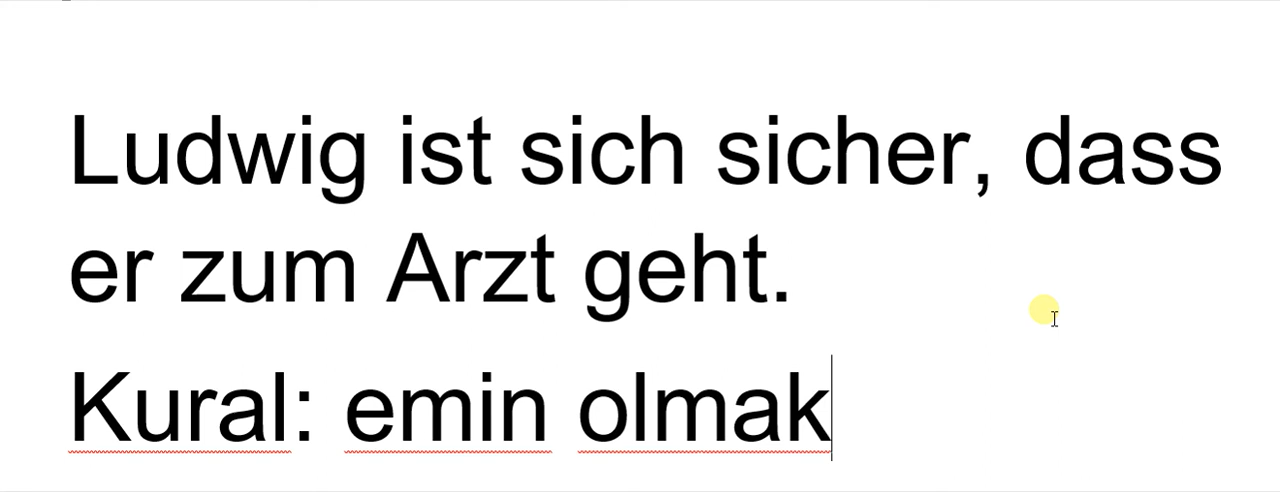 Ludwig ist sich sicher, dass
er zum Arzt geht.
Kural: emin olmak